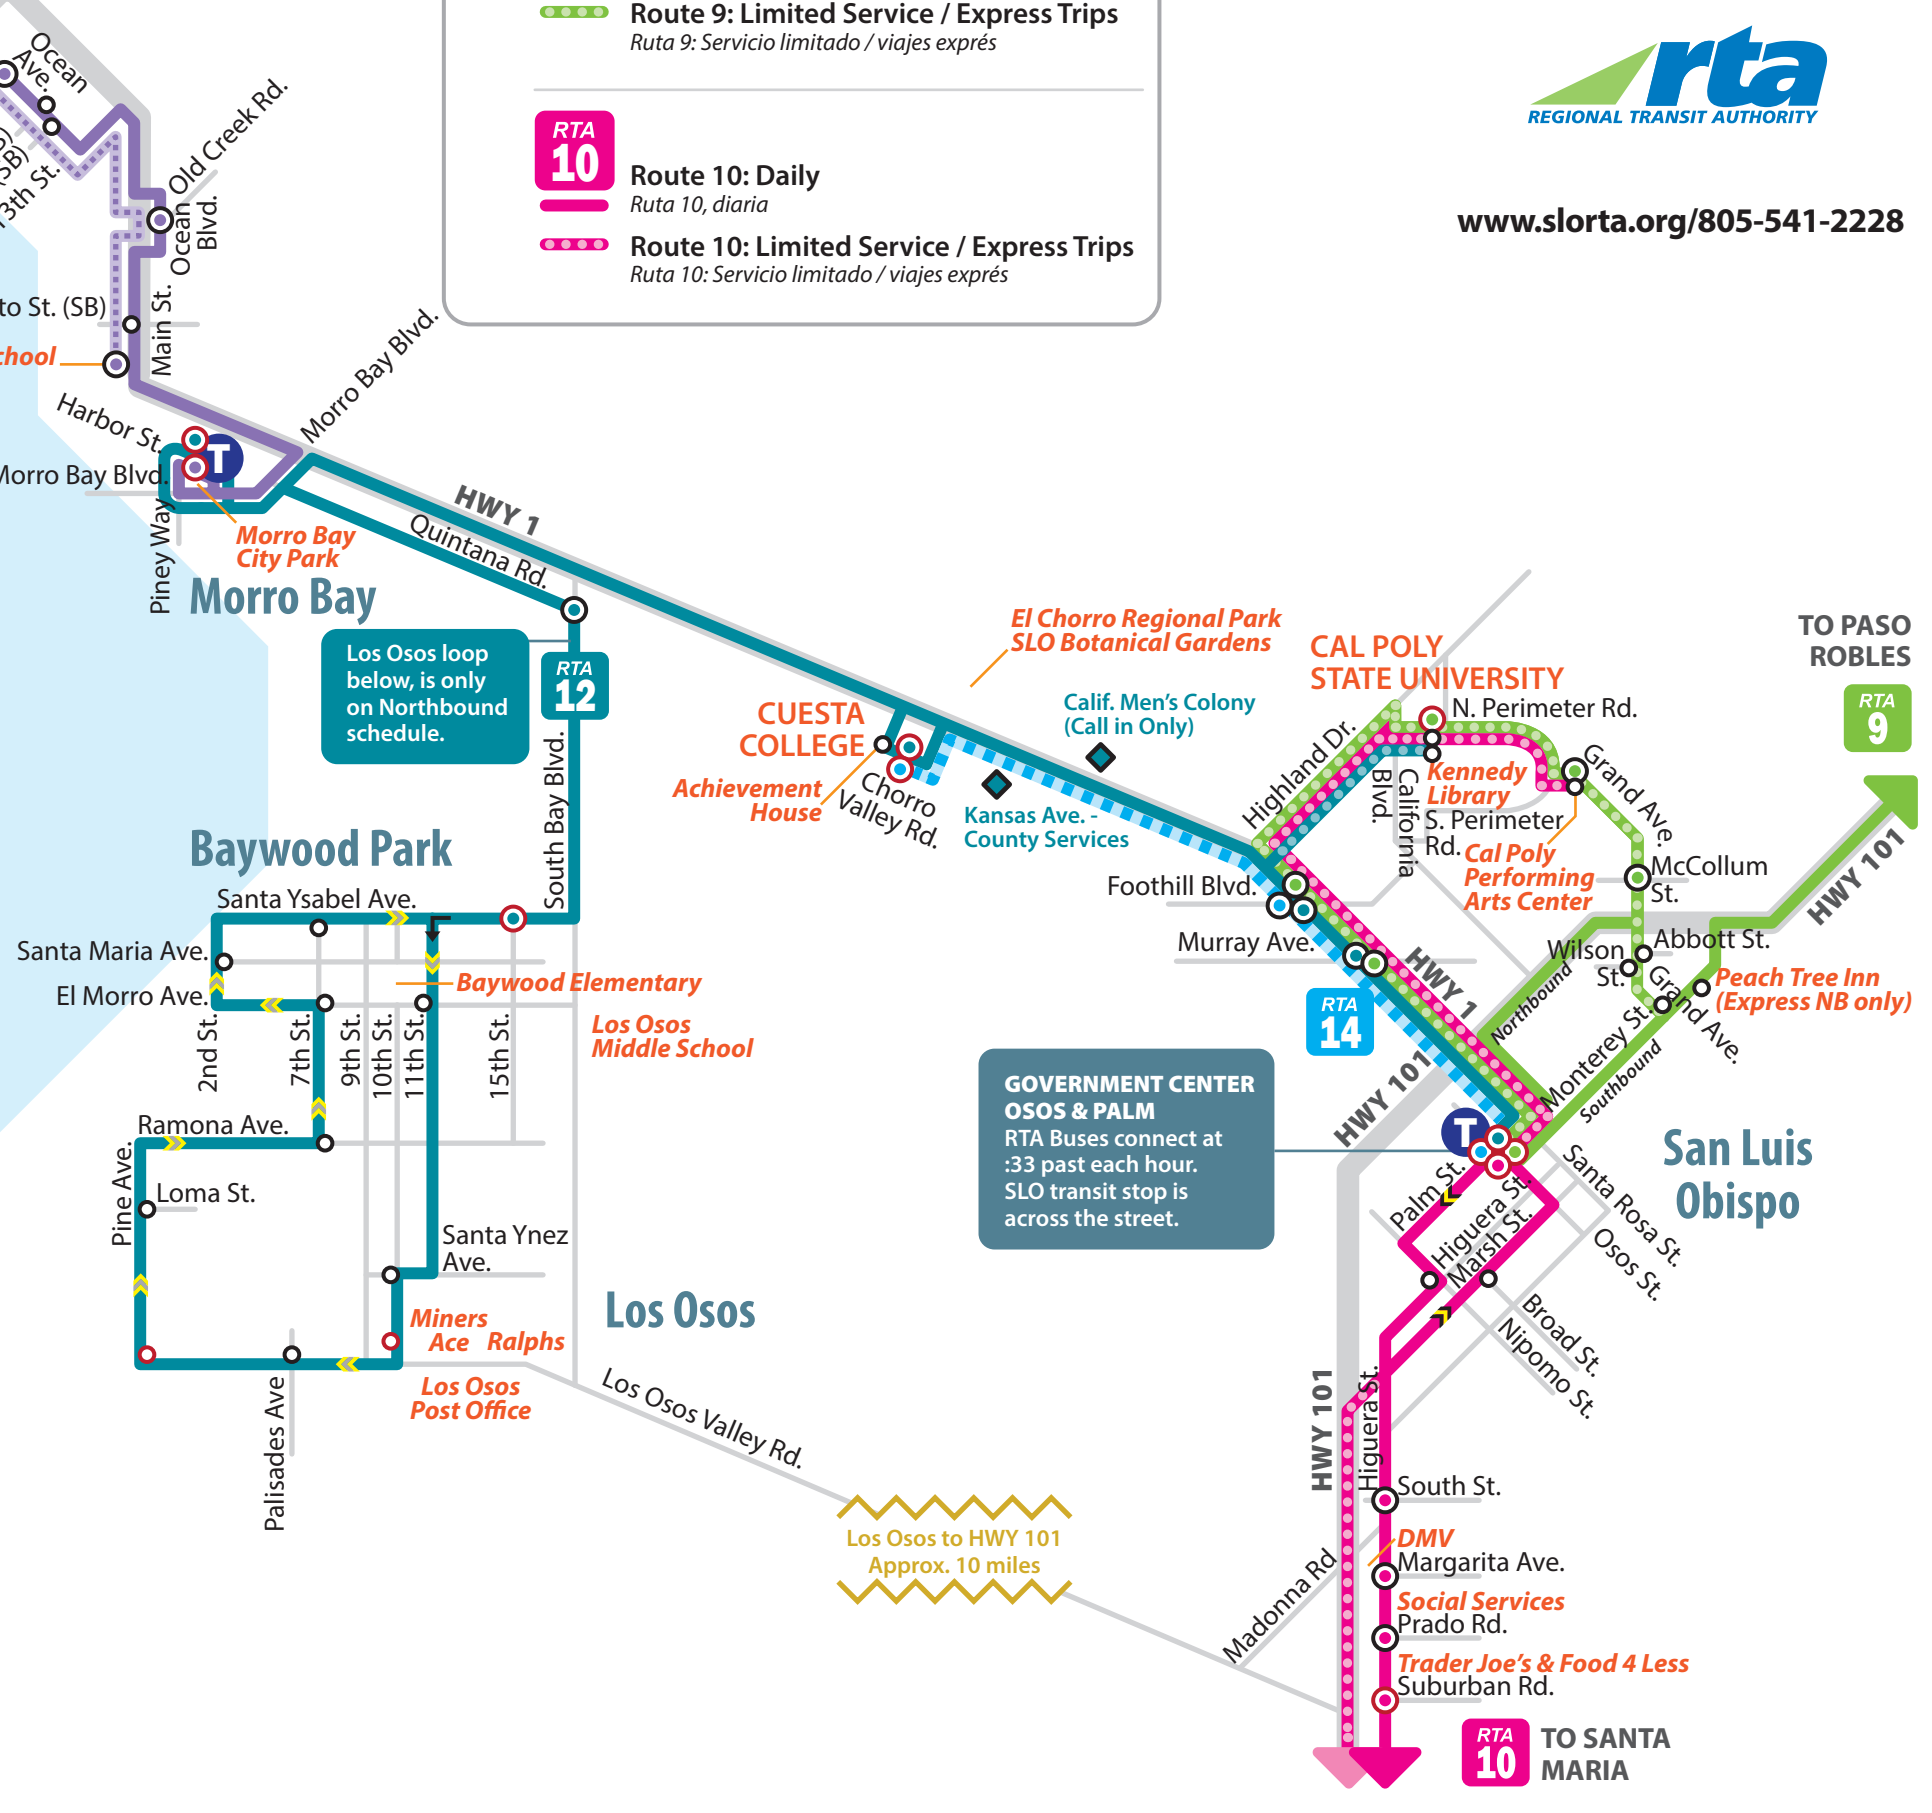 Route 9: Limited Service / Express Trips
Ruta 9: Servicio limitado / viajes exprés
RTA
10
Route 10: Daily
Ruta 10, diaria
Route 10: Limited Service / Express Trips
Ruta 10: Servicio limitado / viajes exprés
rta
REGIONAL TRANSIT AUTHORITY
www.slorta.org/805-541-2228
Ocean
Ave.
Old Creek Rd.
(SB)
13th St.
Ocean
Blvd.
to St. (SB)
Main St.
Morro Bay Blvd.
Harbor St.
T
Morro Bay Blvd.
Piney Way
Morro Bay
City Park
Morro Bay
HWY 1
Quintana Rd.
Los Osos loop
below, is only
on Northbound
schedule.
RTA
12
South Bay Blvd.
El Chorro Regional Park
SLO Botanical Gardens
CUESTA
COLLEGE
Achievement
House
Chorro
Valley Rd.
Calif. Men's Colony
(Call in Only)
Kansas Ave. -
County Services
CAL POLY
STATE UNIVERSITY
N. Perimeter Rd.
Highland Dr.
California
Blvd.
Kennedy
Library
S. Perimeter
Rd.
Cal Poly
Performing
Arts Center
Grand Ave.
McCollum
St.
TO PASO
ROBLES
RTA
9
HWY 101
Foothill Blvd.
Murray Ave.
HWY 1
RTA
14
Wilson
St.
Abbott St.
Grand Ave.
Peach Tree Inn
(Express NB only)
Northbound
Monterey St.
Southbound
HWY 101
Baywood Park
Santa Ysabel Ave.
Santa Maria Ave.
El Morro Ave.
Baywood Elementary
Los Osos
Middle School
2nd St.
7th St.
9th St.
10th St.
11th St.
15th St.
Ramona Ave.
Pine Ave.
Loma St.
Santa Ynez
Ave.
Miners
Ace
Ralphs
Los Osos
Post Office
Palisades Ave
Los Osos
Los Osos Valley Rd.
Los Osos to HWY 101
Approx. 10 miles
GOVERNMENT CENTER
OSOS & PALM
RTA Buses connect at
:33 past each hour.
SLO transit stop is
across the street.
T
San Luis
Obispo
Palm St.
Higuera St.
Marsh St.
Santa Rosa St.
Osos St.
Broad St.
Nipomo St.
HWY 101
Higuera St.
South St.
DMV
Margarita Ave.
Social Services
Prado Rd.
Trader Joe's & Food 4 Less
Suburban Rd.
Madonna Rd
RTA
10
TO SANTA
MARIA